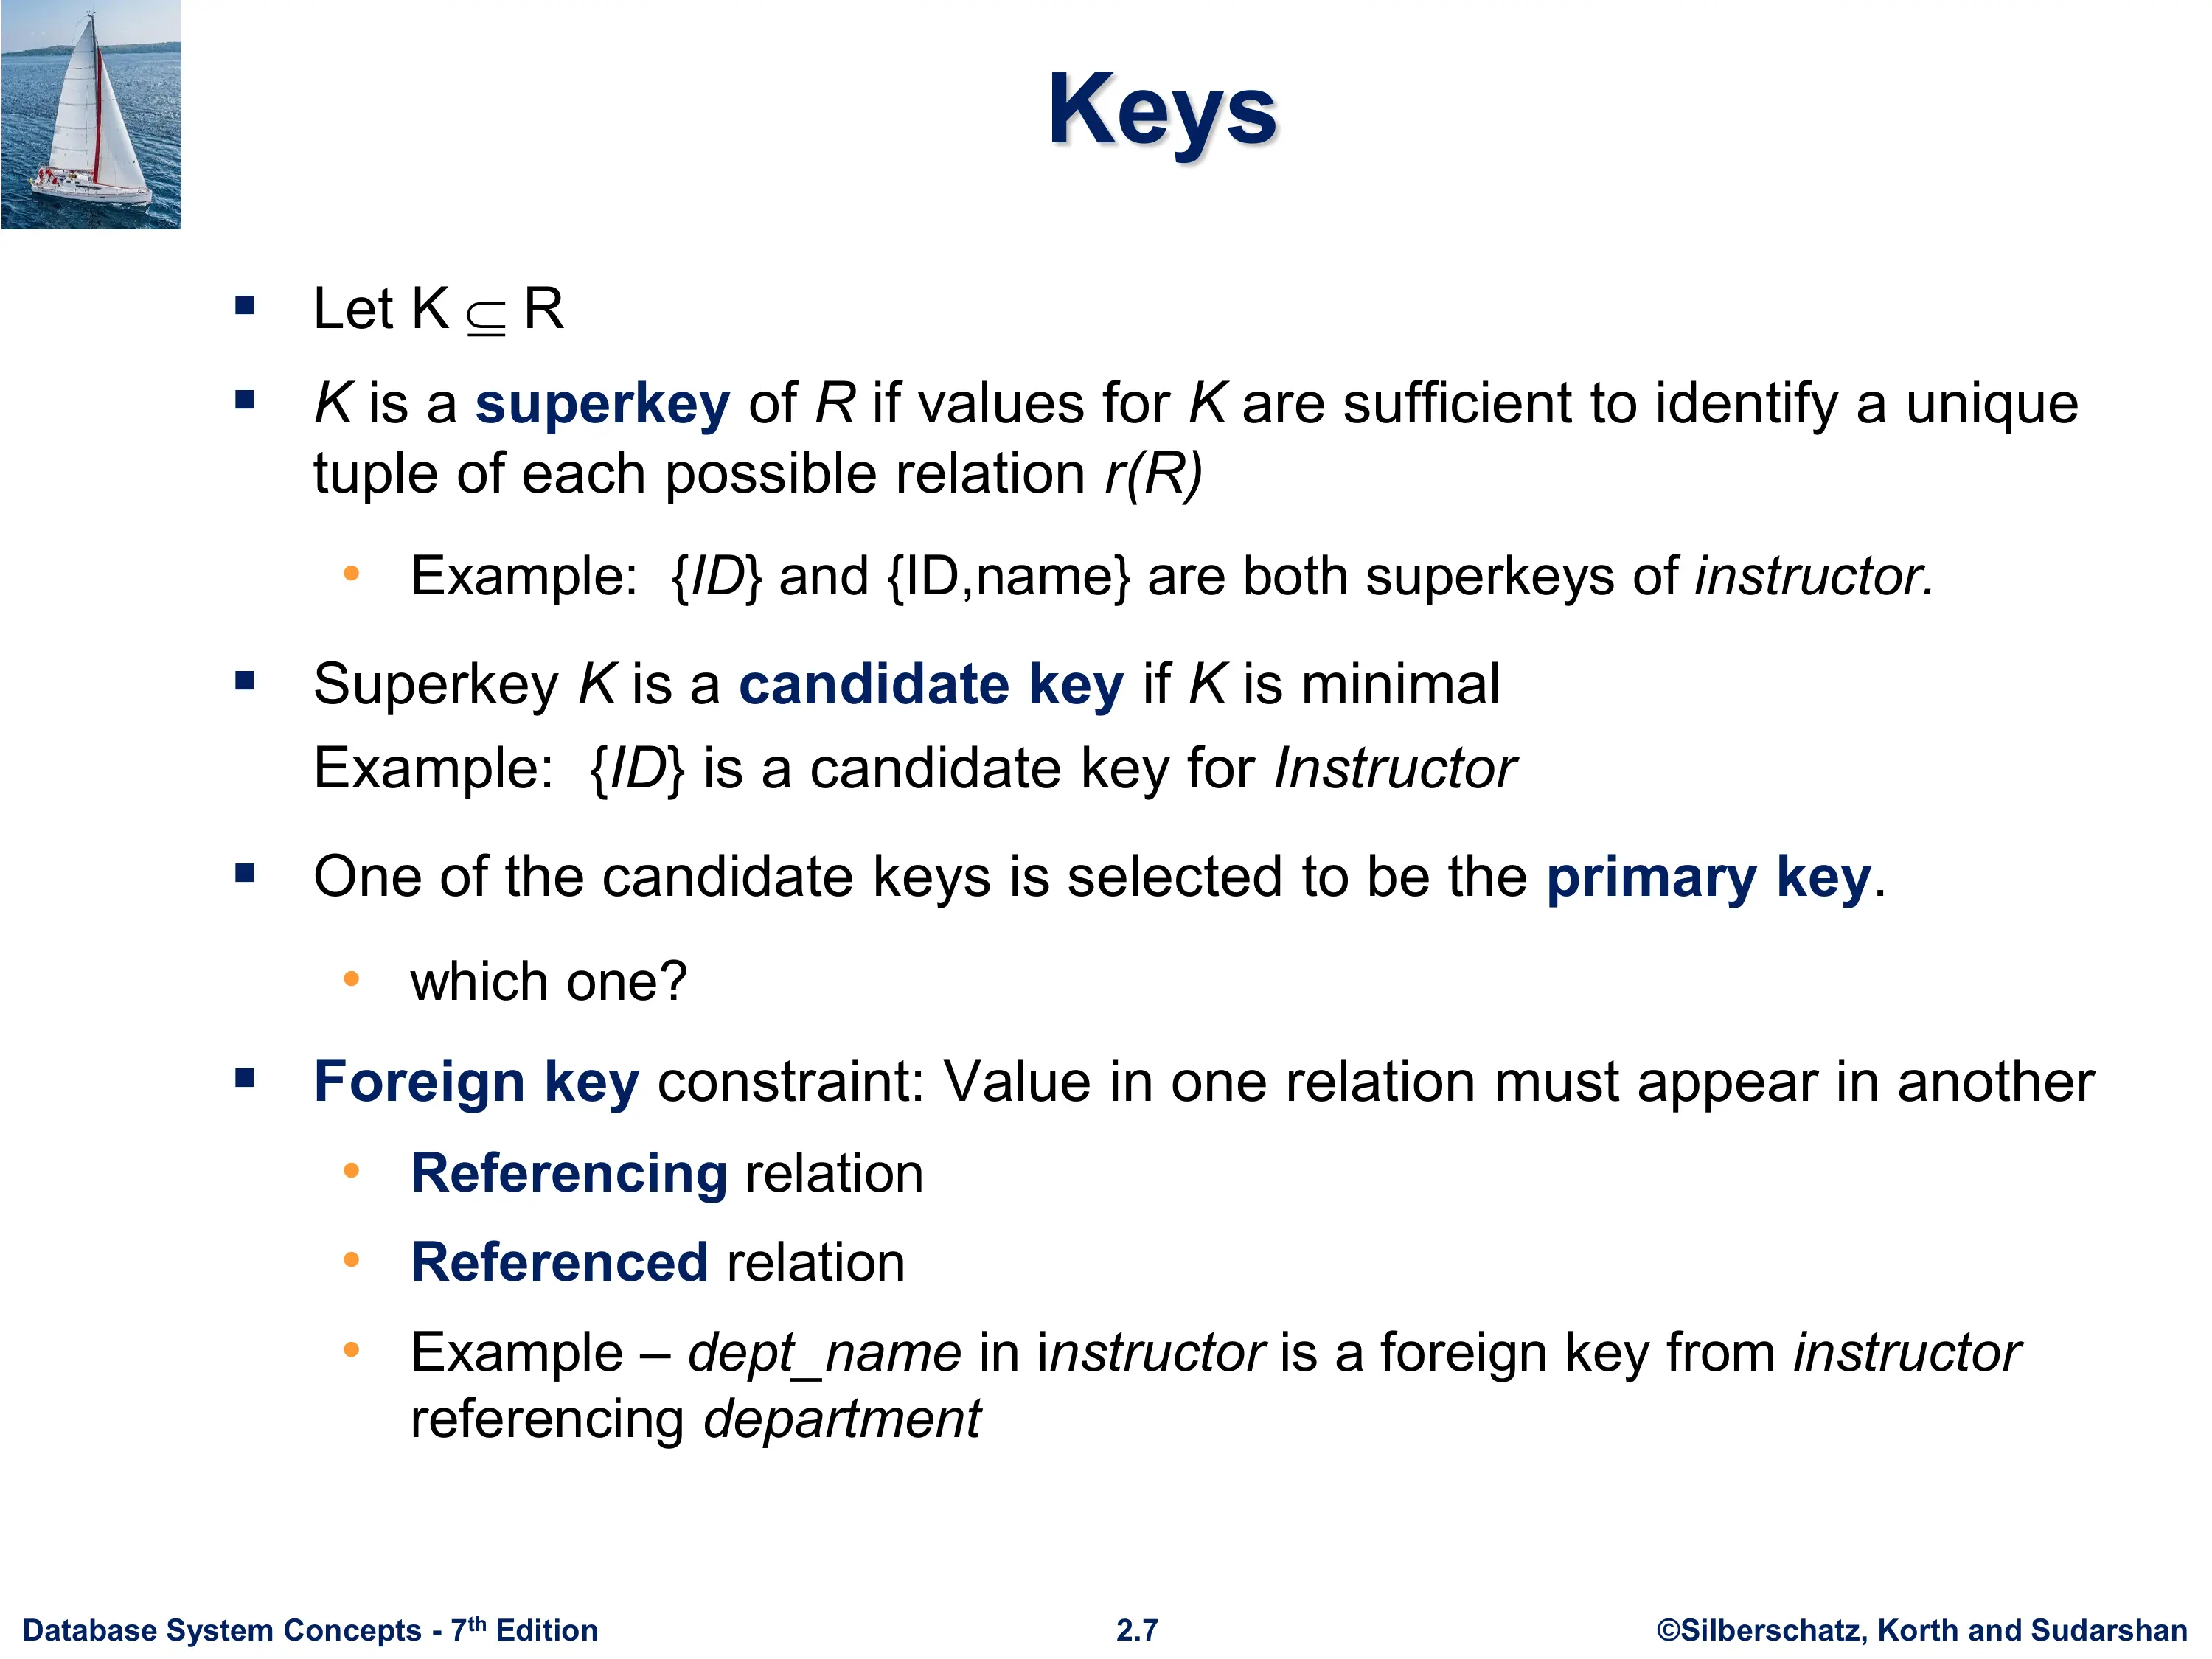 Keys
Let K ⊆ R
K is a superkey of R if values for K are sufficient to identify a unique
tuple of each possible relation r(R)
Example: {ID} and {ID,name} are both superkeys of instructor.
Superkey K is a candidate key if K is minimal
Example: {ID} is a candidate key for Instructor
One of the candidate keys is selected to be the primary key.
which one?
Foreign key constraint: Value in one relation must appear in another
Referencing relation
Referenced relation
Example – dept_name in instructor is a foreign key from instructor
referencing department
Database System Concepts - 7th Edition 2.7 ©Silberschatz, Korth and Sudarshan